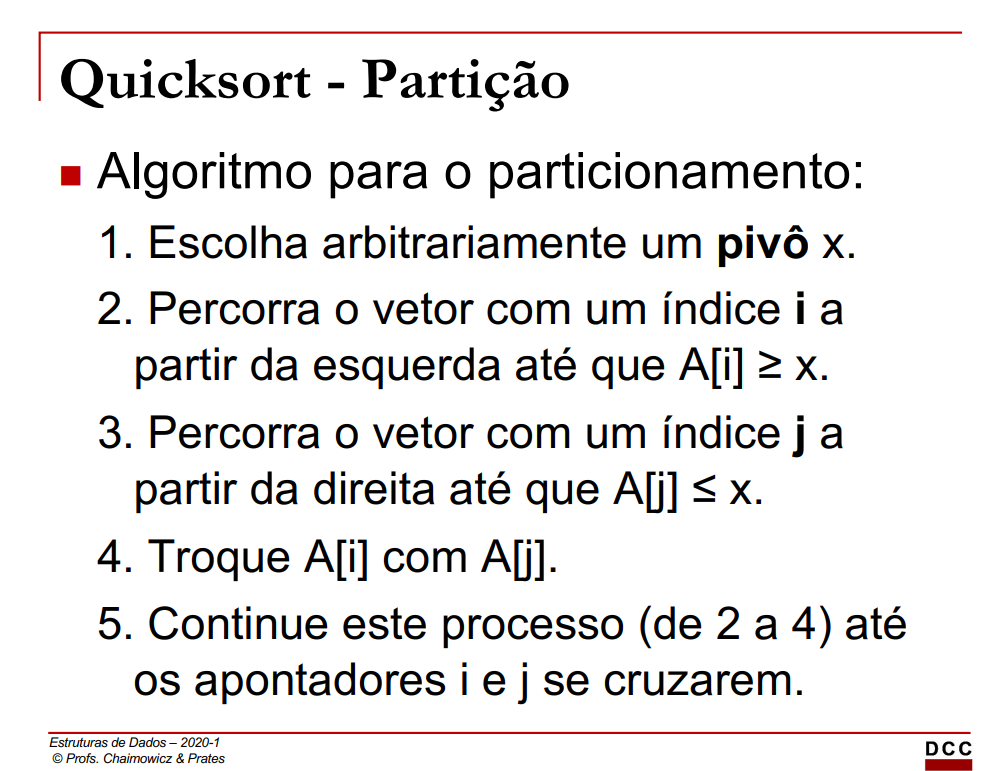 Quicksort - Partição
Algoritmo para o particionamento:
1. Escolha arbitrariamente um pivô x.
2. Percorra o vetor com um índice i a
partir da esquerda até que A[i] ≥ x.
3. Percorra o vetor com um índice j a
partir da direita até que A[j] ≤ x.
4. Troque A[i] com A[j].
5. Continue este processo (de 2 a 4) até
os apontadores i e j se cruzarem.
Estruturas de Dados – 2020-1
© Profs. Chaimowicz & Prates
DCC